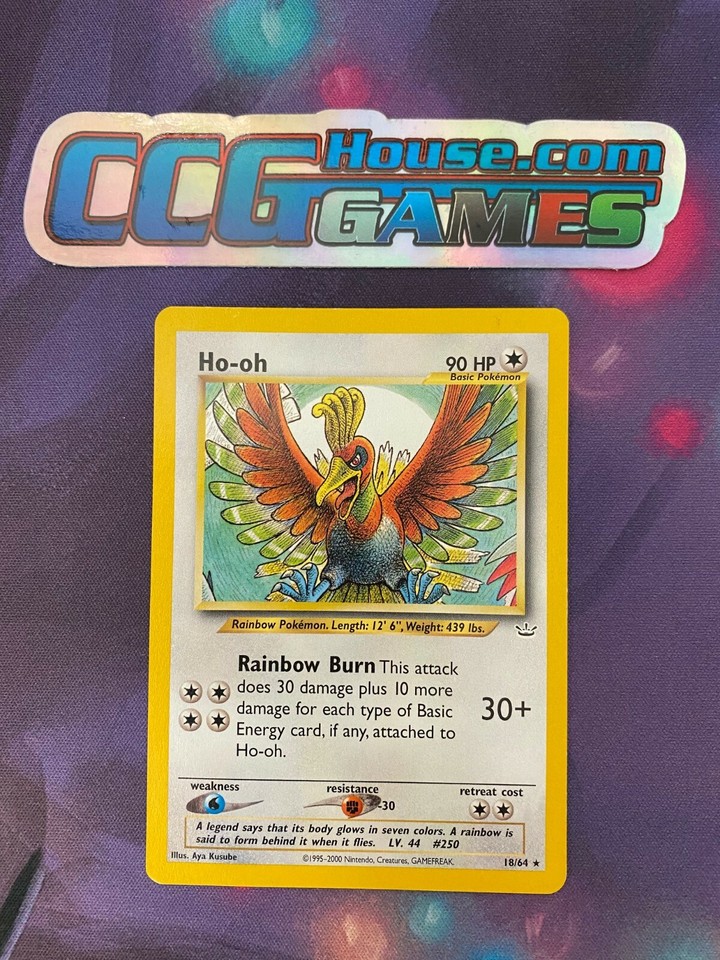 CCG House.com
GAMES
Ho-oh 90 HP
Basic Pokémon
Rainbow Pokémon. Length: 12' 6", Weight: 439 lbs.
Rainbow Burn This attack
does 30 damage plus 10 more
damage for each type of Basic
Energy card, if any, attached to
Ho-oh.
30+
weakness resistance retreat cost
-30
A legend says that its body glows in seven colors. A rainbow is
said to form behind it when it flies. LV. 44 #250
Illus. Aya Kusube ©1995-2000 Nintendo, Creatures, GAMEFREAK. 18/64 ★